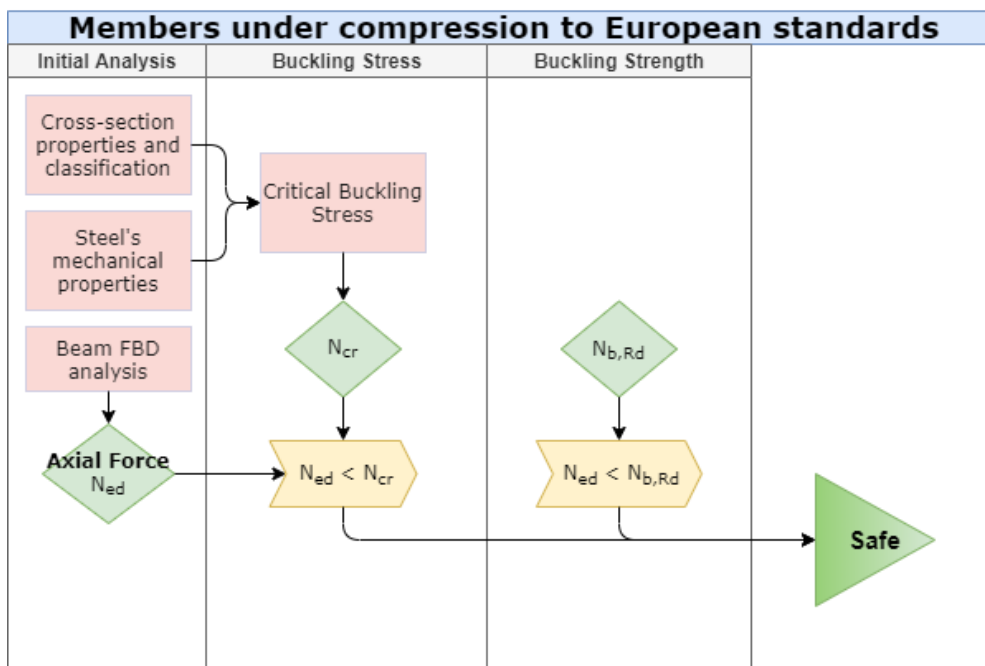 Members under compression to European standards
Initial Analysis
Buckling Stress
Buckling Strength
Cross-section
properties and
classification
Steel's
mechanical
properties
Beam FBD
analysis
Axial Force
Ned
Critical Buckling
Stress
Ncr
Ned < Ncr
Nb,Rd
Ned < Nb,Rd
Safe